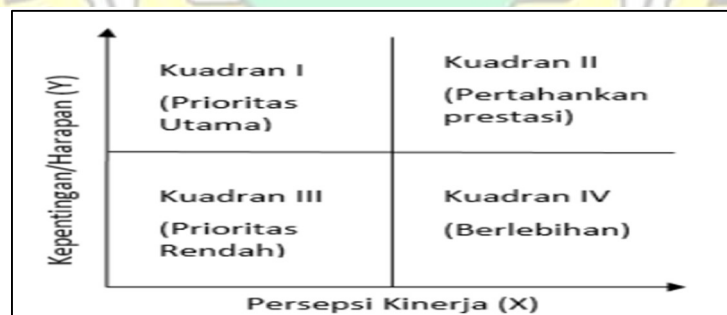 Kepentingan/Harapan (Y)
Kuadran I
(Prioritas
Utama)
Kuadran II
(Pertahankan
prestasi)
Kuadran III
(Prioritas
Rendah)
Kuadran IV
(Berlebihan)
Persepsi Kinerja (X)